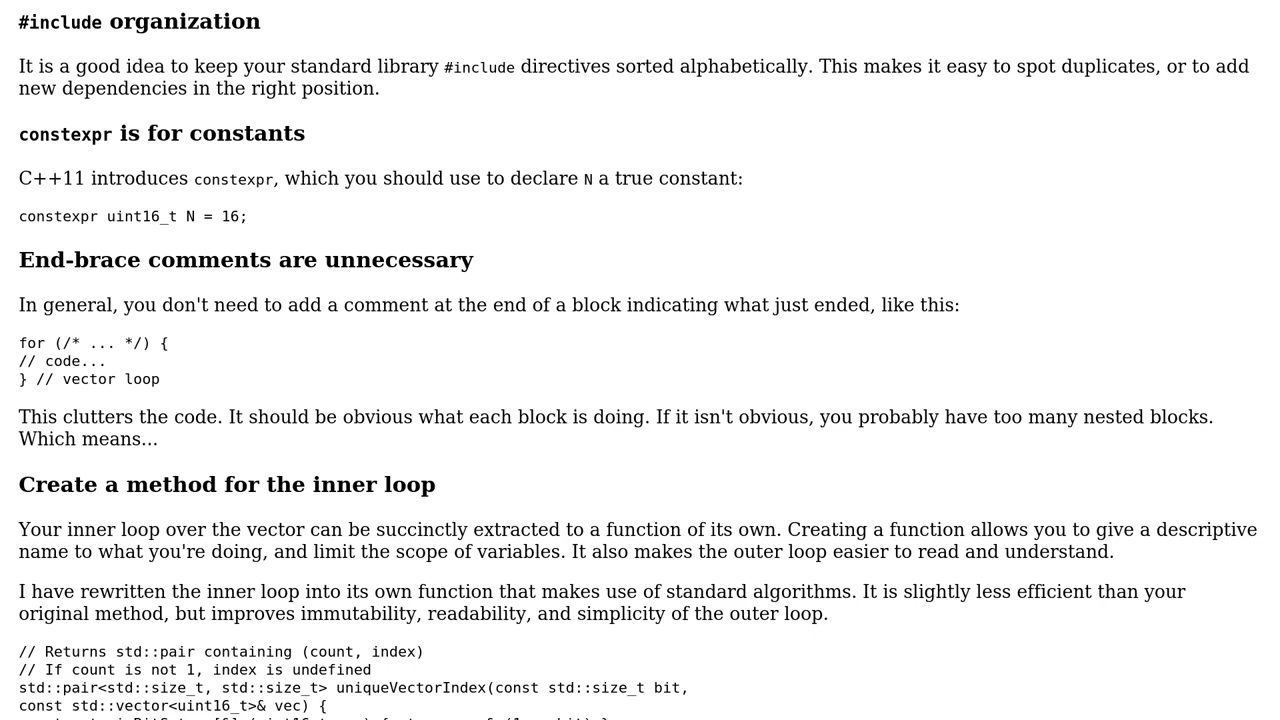 #include organization
It is a good idea to keep your standard library #include directives sorted alphabetically. This makes it easy to spot duplicates, or to add
new dependencies in the right position.
constexpr is for constants
C++11 introduces constexpr, which you should use to declare N a true constant:
constexpr uint16_t N = 16;
End-brace comments are unnecessary
In general, you don't need to add a comment at the end of a block indicating what just ended, like this:
for (/* ... */) {
// code...
} // vector loop
This clutters the code. It should be obvious what each block is doing. If it isn't obvious, you probably have too many nested blocks.
Which means...
Create a method for the inner loop
Your inner loop over the vector can be succinctly extracted to a function of its own. Creating a function allows you to give a descriptive
name to what you're doing, and limit the scope of variables. It also makes the outer loop easier to read and understand.
I have rewritten the inner loop into its own function that makes use of standard algorithms. It is slightly less efficient than your
original method, but improves immutability, readability, and simplicity of the outer loop.
// Returns std::pair containing (count, index)
// If count is not 1, index is undefined
std::pair<std::size_t, std::size_t> uniqueVectorIndex(const std::size_t bit,
const std::vector<uint16_t>& vec) {